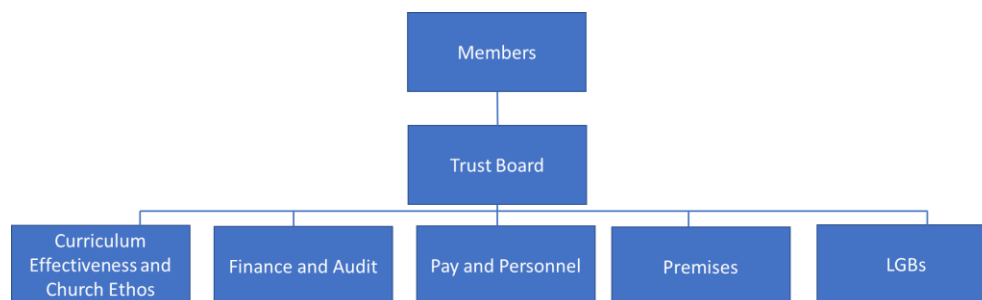 Members
Trust Board
Curriculum
Effectiveness and
Church Ethos
Finance and Audit
Pay and Personnel
Premises
LGBs